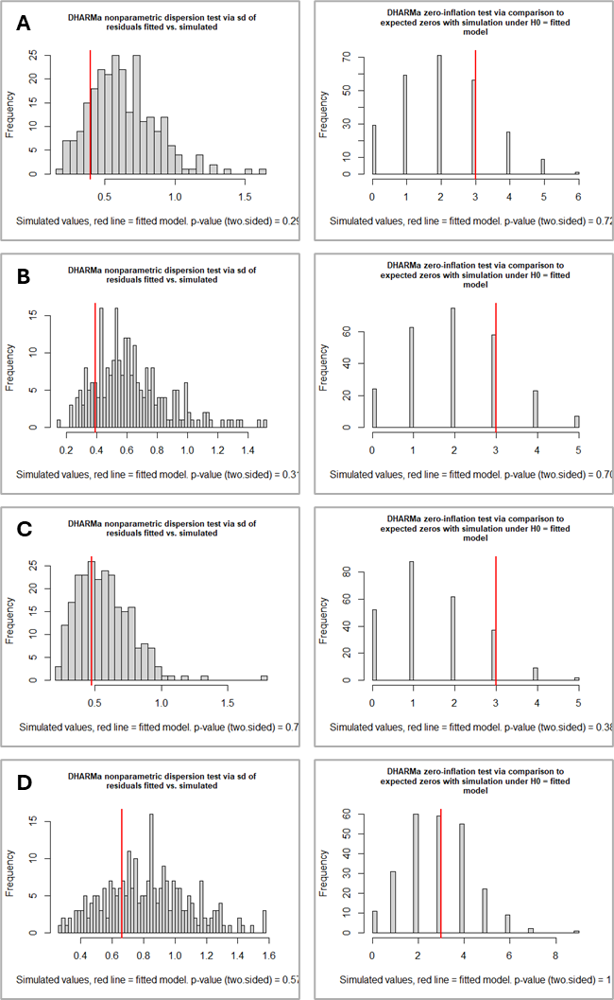 A
DHARMa nonparametric dispersion test via sd of
residuals fitted vs. simulated
Frequency
0 5 10 15 20 25
0.5 1.0 1.5
Simulated values, red line = fitted model. p-value (two.sided) = 0.29
DHARMa zero-inflation test via comparison to
expected zeros with simulation under H0 = fitted
model
Frequency
0 10 30 50 70
0 1 2 3 4 5 6
Simulated values, red line = fitted model. p-value (two.sided) = 0.72
B
DHARMa nonparametric dispersion test via sd of
residuals fitted vs. simulated
Frequency
0 5 10 15
0.2 0.4 0.6 0.8 1.0 1.2 1.4
Simulated values, red line = fitted model. p-value (two.sided) = 0.31
DHARMa zero-inflation test via comparison to
expected zeros with simulation under H0 = fitted
model
Frequency
0 20 40 60
0 1 2 3 4 5
Simulated values, red line = fitted model. p-value (two.sided) = 0.70
C
DHARMa nonparametric dispersion test via sd of
residuals fitted vs. simulated
Frequency
0 5 10 15 20 25
0.5 1.0 1.5
Simulated values, red line = fitted model. p-value (two.sided) = 0.7
DHARMa zero-inflation test via comparison to
expected zeros with simulation under H0 = fitted
model
Frequency
0 20 40 60 80
0 1 2 3 4 5
Simulated values, red line = fitted model. p-value (two.sided) = 0.38
D
DHARMa nonparametric dispersion test via sd of
residuals fitted vs. simulated
Frequency
0 5 10 15
0.4 0.6 0.8 1.0 1.2 1.4 1.6
Simulated values, red line = fitted model. p-value (two.sided) = 0.57
DHARMa zero-inflation test via comparison to
expected zeros with simulation under H0 = fitted
model
Frequency
0 10 20 30 40 50 60
0 2 4 6 8
Simulated values, red line = fitted model. p-value (two.sided) = 1